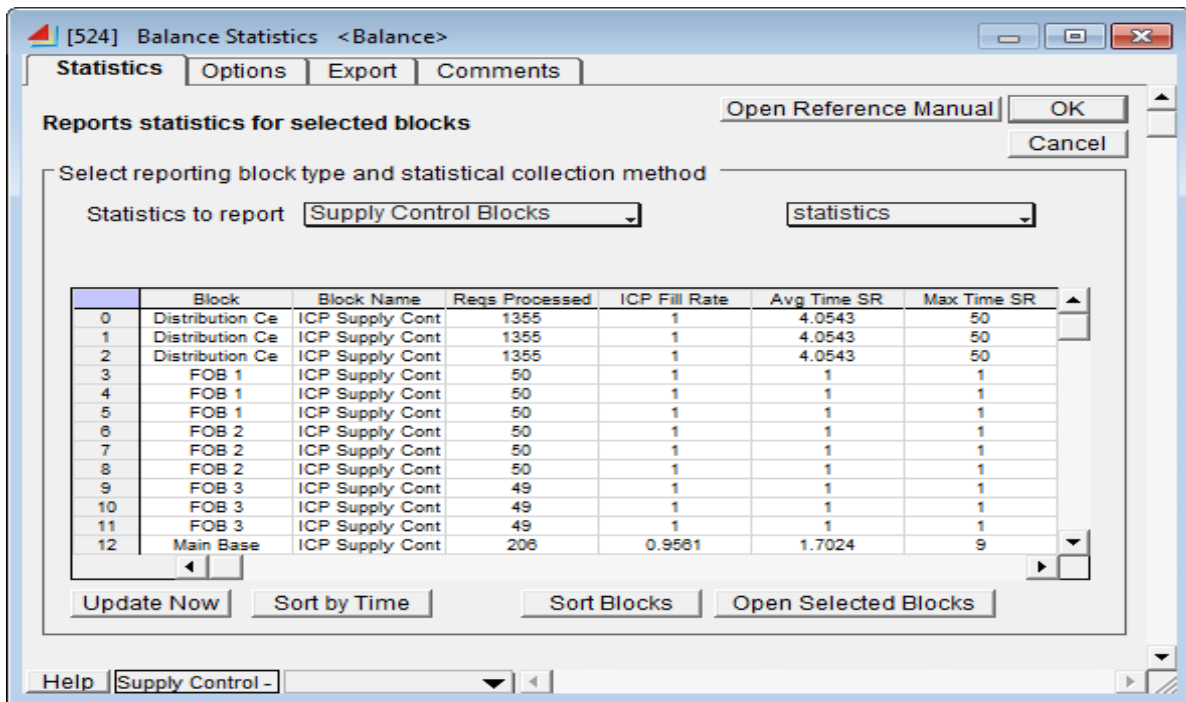 [524] Balance Statistics <Balance>
Statistics Options Export Comments
Open Reference Manual OK
Reports statistics for selected blocks
Cancel
Select reporting block type and statistical collection method
Statistics to report Supply Control Blocks statistics
Block Block Name Reqs Processed ICP Fill Rate Avg Time SR Max Time SR
0 Distribution Ce ICP Supply Cont 1355 1 4.0543 50
1 Distribution Ce ICP Supply Cont 1355 1 4.0543 50
2 Distribution Ce ICP Supply Cont 1355 1 4.0543 50
3 FOB 1 ICP Supply Cont 50 1 1 1
4 FOB 1 ICP Supply Cont 50 1 1 1
5 FOB 1 ICP Supply Cont 50 1 1 1
6 FOB 2 ICP Supply Cont 50 1 1 1
7 FOB 2 ICP Supply Cont 50 1 1 1
8 FOB 2 ICP Supply Cont 50 1 1 1
9 FOB 3 ICP Supply Cont 49 1 1 1
10 FOB 3 ICP Supply Cont 49 1 1 1
11 FOB 3 ICP Supply Cont 49 1 1 1
12 Main Base ICP Supply Cont 206 0.9561 1.7024 9
Update Now Sort by Time Sort Blocks Open Selected Blocks
Help Supply Control -